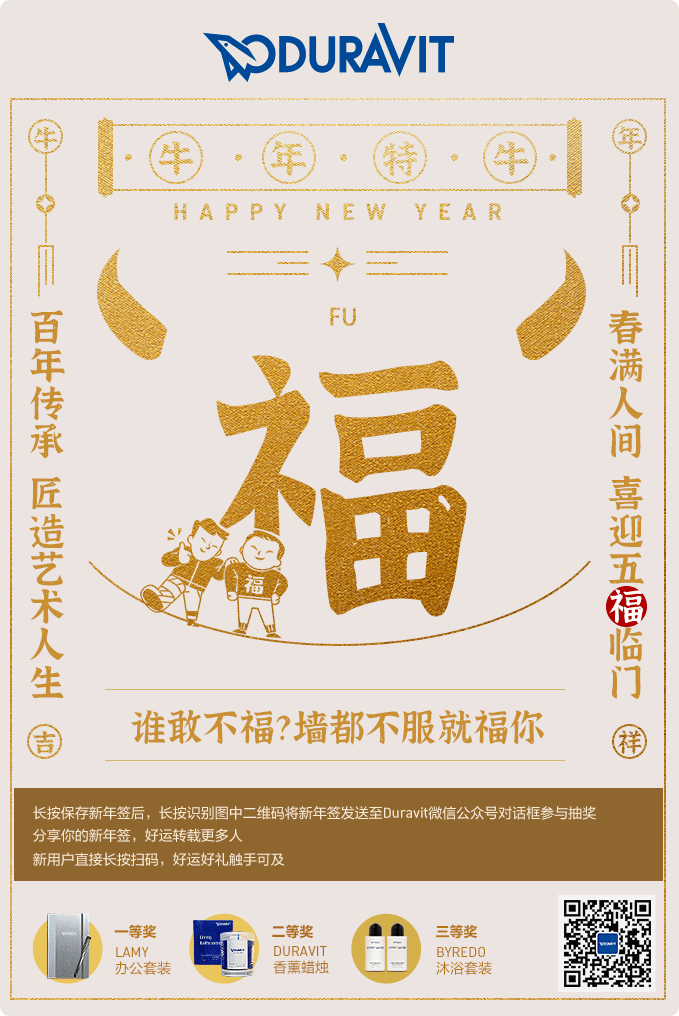 DURAVIT
牛年特牛
HAPPY NEW YEAR
牛
年
FU
福
百年传承 匠造艺术人生
春满人间 喜迎五福临门
福
吉
祥
谁敢不福?墙都不服就福你
长按保存新年签后，长按识别图中二维码将新年签发送至Duravit微信公众号对话框参与抽奖
分享你的新年签，好运转载更多人
新用户直接长按扫码，好运好礼触手可及
一等奖
LAMY
办公套装
二等奖
DURAVIT
香薰蜡烛
三等奖
BYREDO
沐浴套装